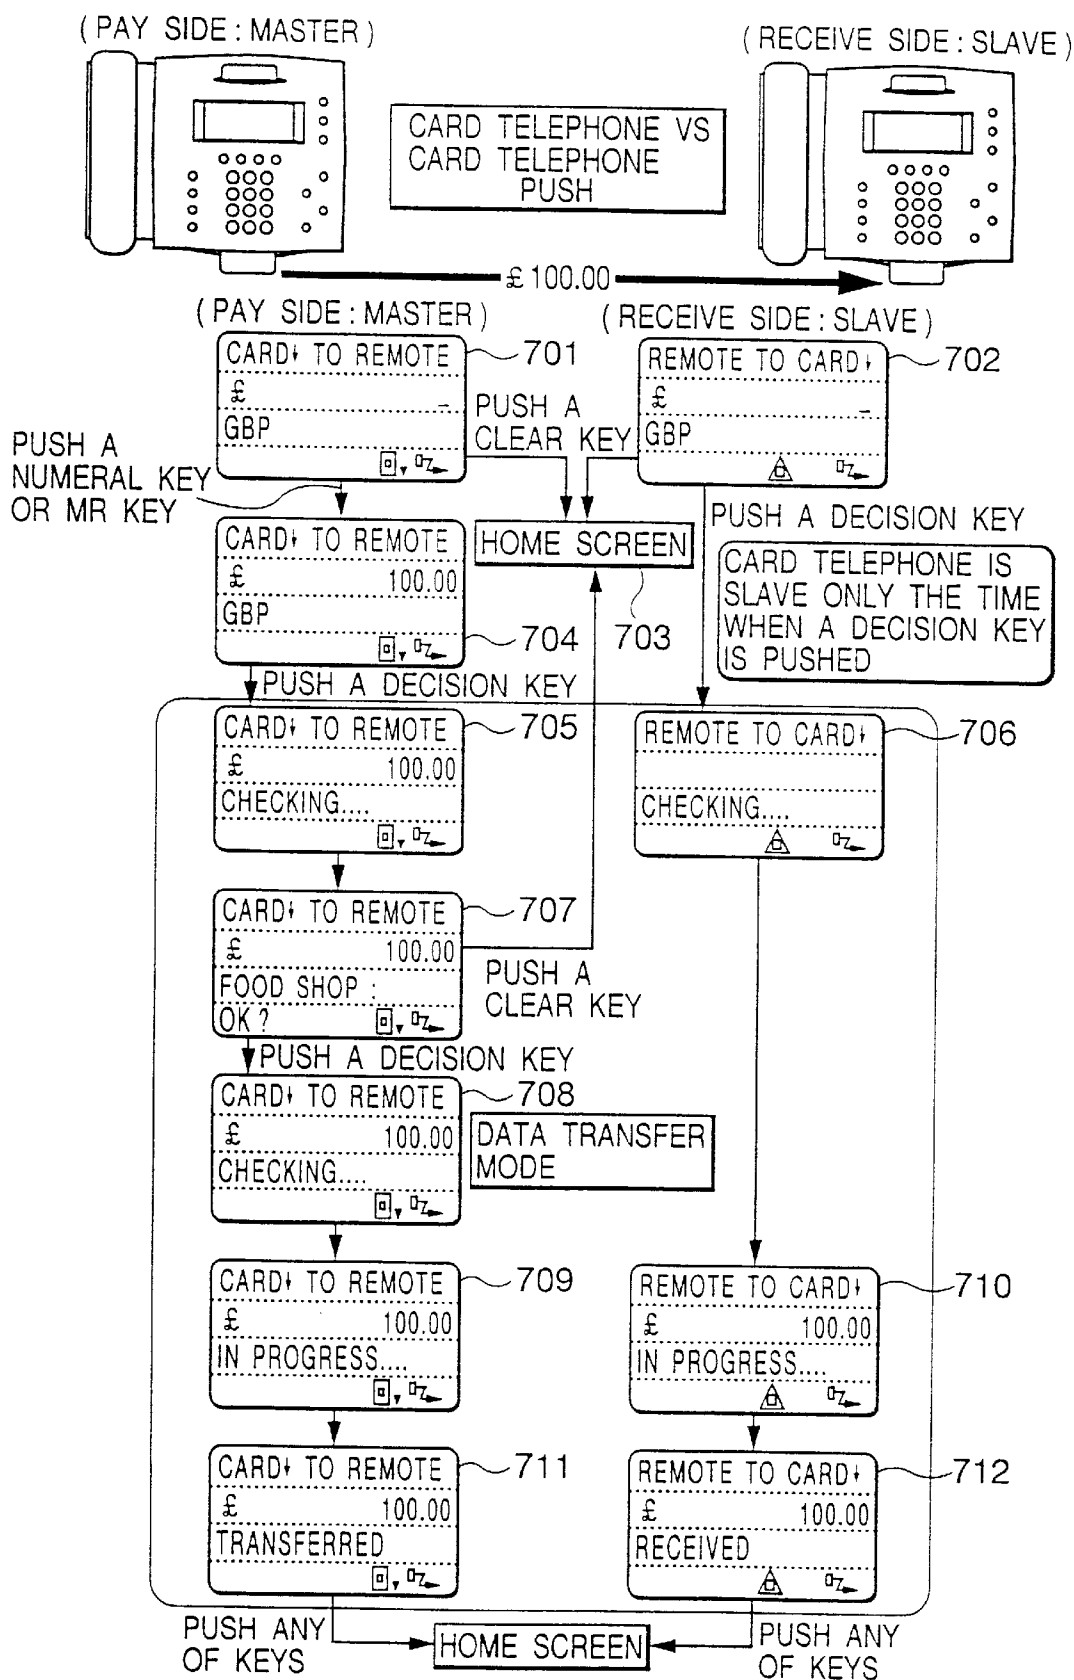 (PAY SIDE:MASTER)
(RECEIVE SIDE:SLAVE)
CARD TELEPHONE VS
CARD TELEPHONE
PUSH
£100.00
(PAY SIDE:MASTER)
(RECEIVE SIDE:SLAVE)
CARD TO REMOTE
£ _
GBP
701
REMOTE TO CARD
£ _
GBP
702
PUSH A
CLEAR KEY
PUSH A
NUMERAL KEY
OR MR KEY
HOME SCREEN
703
CARD TO REMOTE
£ 100.00
GBP
704
PUSH A DECISION KEY
CARD TELEPHONE IS
SLAVE ONLY THE TIME
WHEN A DECISION KEY
IS PUSHED
PUSH A DECISION KEY
CARD TO REMOTE
£ 100.00
CHECKING....
705
REMOTE TO CARD
CHECKING....
706
CARD TO REMOTE
£ 100.00
FOOD SHOP :
OK?
707
PUSH A
CLEAR KEY
PUSH A DECISION KEY
CARD TO REMOTE
£ 100.00
CHECKING....
708
DATA TRANSFER
MODE
CARD TO REMOTE
£ 100.00
IN PROGRESS....
709
REMOTE TO CARD
£ 100.00
IN PROGRESS....
710
CARD TO REMOTE
£ 100.00
TRANSFERRED
711
REMOTE TO CARD
£ 100.00
RECEIVED
712
PUSH ANY
OF KEYS
HOME SCREEN
PUSH ANY
OF KEYS